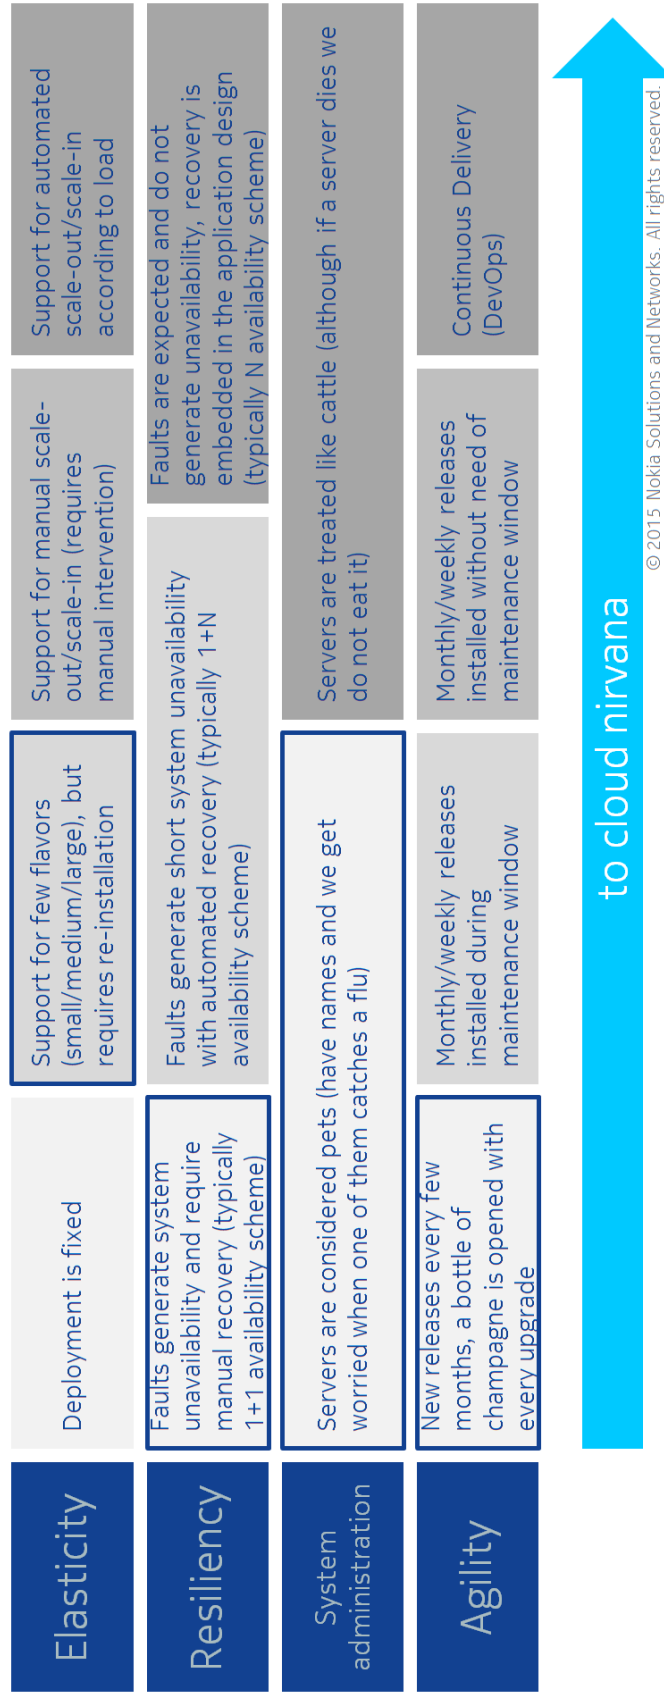 Elasticity
Deployment is fixed
Support for few flavors
(small/medium/large), but
requires re-installation
Support for manual scale-
out/scale-in (requires
manual intervention)
Support for automated
scale-out/scale-in
according to load
Resiliency
Faults generate system
unavailability and require
manual recovery (typically
1+1 availability scheme)
Faults generate short system unavailability
with automated recovery (typically 1+N
availability scheme)
Faults are expected and do not
generate unavailability, recovery is
embedded in the application design
(typically N availability scheme)
System
administration
Servers are considered pets (have names and we get
worried when one of them catches a flu)
Servers are treated like cattle (although if a server dies we
do not eat it)
Agility
New releases every few
months, a bottle of
champagne is opened with
every upgrade
Monthly/weekly releases
installed during
maintenance window
Monthly/weekly releases
installed without need of
maintenance window
Continuous Delivery
(DevOps)
to cloud nirvana
© 2015 Nokia Solutions and Networks. All rights reserved.